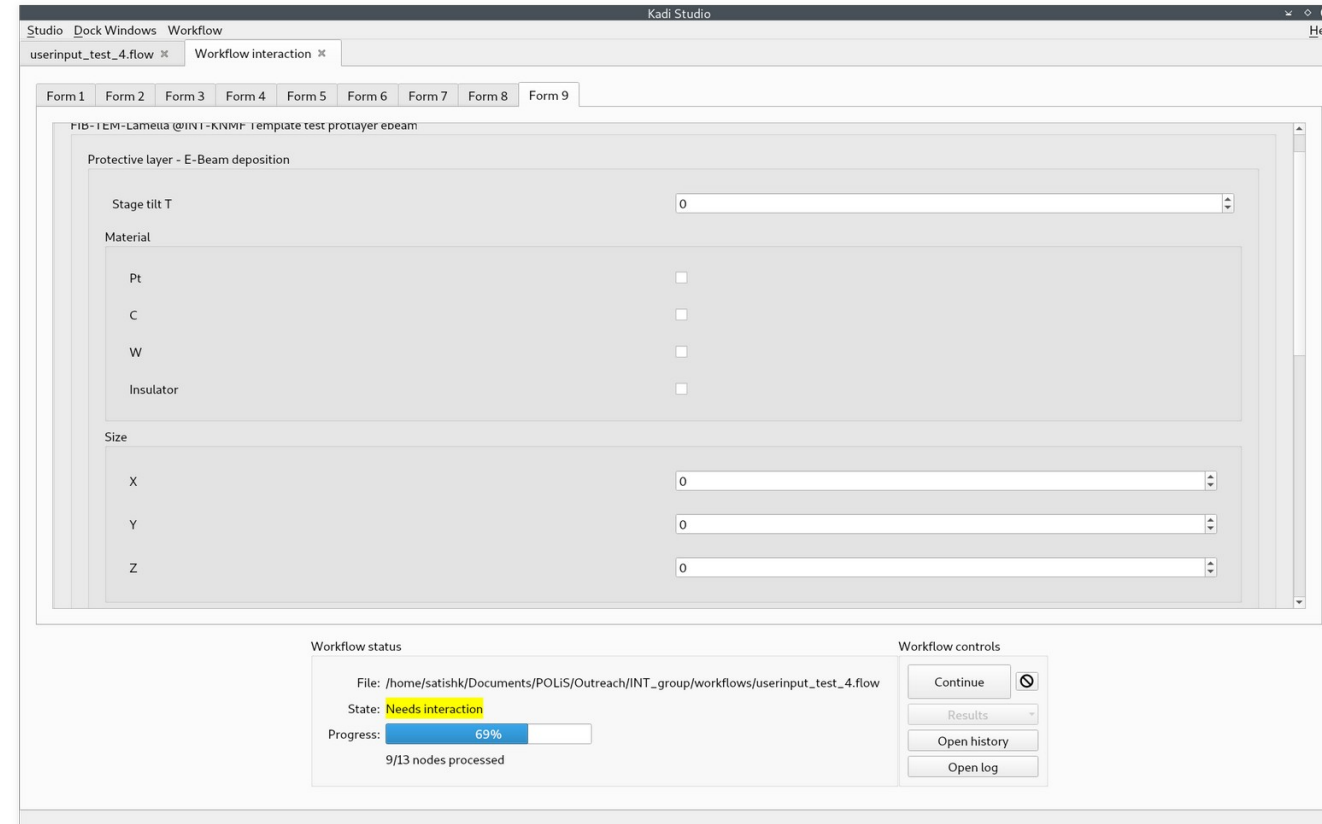 Kadi Studio
Studio Dock Windows Workflow He
userinput_test_4.flow Workflow interaction
Form 1 Form 2 Form 3 Form 4 Form 5 Form 6 Form 7 Form 8 Form 9
FIB-TEM-Lamella @INT-KNMF Template test protlayer ebeam
Protective layer - E-Beam deposition
Stage tilt T 0
Material
Pt
C
W
Insulator
Size
X 0
Y 0
Z 0
Workflow status
File: /home/satishk/Documents/POLiS/Outreach/INT_group/workflows/userinput_test_4.flow
State: Needs interaction
Progress: 69%
9/13 nodes processed
Workflow controls
Continue
Results
Open history
Open log